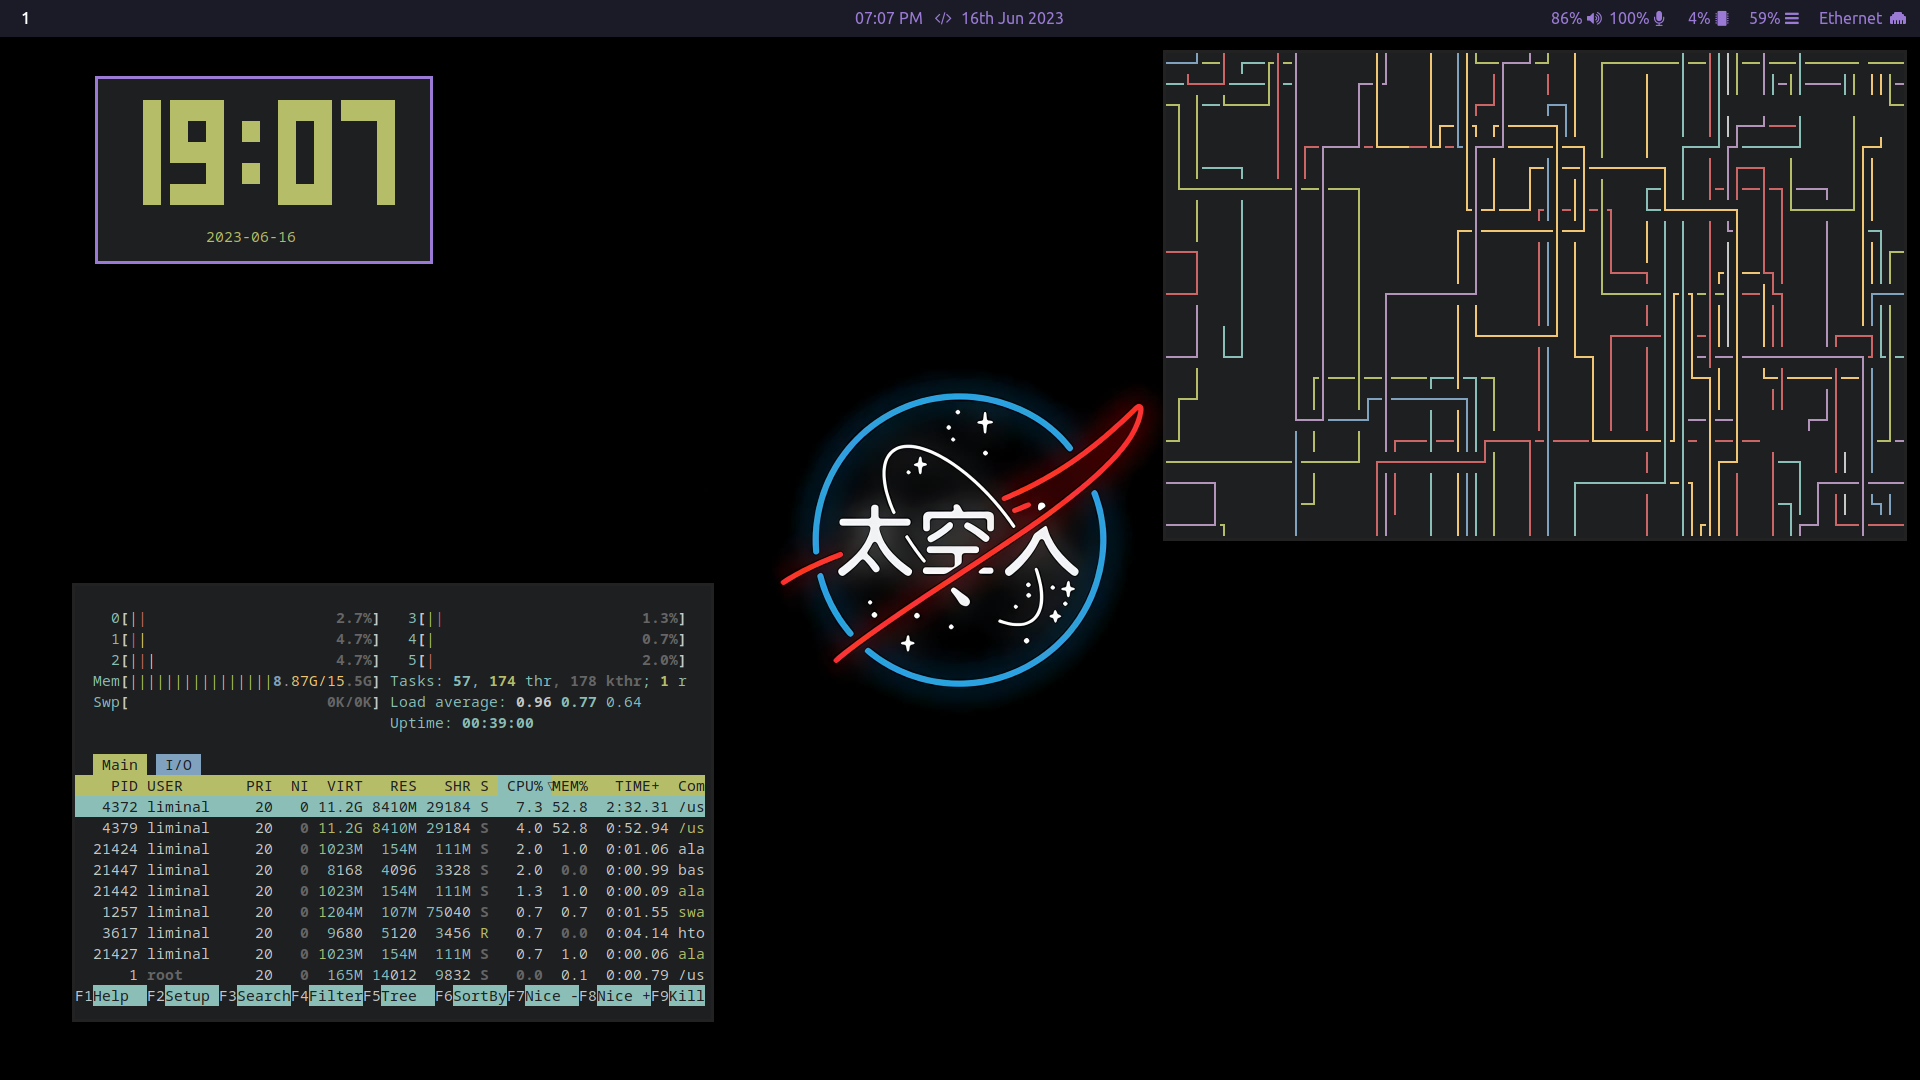 1
07:07 PM </> 16th Jun 2023
86% 100% 4% 59% Ethernet
19:07
2023-06-16
太空人
0[|| 2.7%] 3[|| 1.3%]
1[|| 4.7%] 4[| 0.7%]
2[||| 4.7%] 5[| 2.0%]
Mem[||||||||||||||||8.87G/15.5G] Tasks: 57, 174 thr, 178 kthr; 1 r
Swp[ 0K/0K] Load average: 0.96 0.77 0.64
Uptime: 00:39:00
Main I/O
PID USER PRI NI VIRT RES SHR S CPU%▽MEM% TIME+ Com
4372 liminal 20 0 11.2G 8410M 29184 S 7.3 52.8 2:32.31 /us
4379 liminal 20 0 11.2G 8410M 29184 S 4.0 52.8 0:52.94 /us
21424 liminal 20 0 1023M 154M 111M S 2.0 1.0 0:01.06 ala
21447 liminal 20 0 8168 4096 3328 S 2.0 0.0 0:00.99 bas
21442 liminal 20 0 1023M 154M 111M S 1.3 1.0 0:00.09 ala
1257 liminal 20 0 1204M 107M 75040 S 0.7 0.7 0:01.55 swa
3617 liminal 20 0 9680 5120 3456 R 0.7 0.0 0:04.14 hto
21427 liminal 20 0 1023M 154M 111M S 0.7 1.0 0:00.06 ala
1 root 20 0 165M 14012 9832 S 0.0 0.1 0:00.79 /us
F1Help F2Setup F3SearchF4FilterF5Tree F6SortByF7Nice -F8Nice +F9Kill